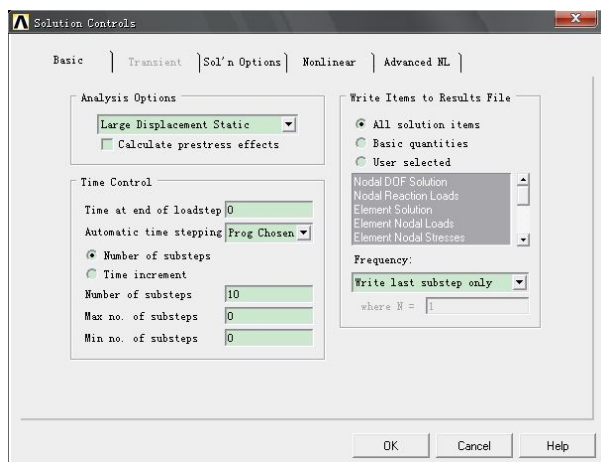 Solution Controls
Basic
Transient
Sol'n Options
Nonlinear
Advanced NL
Analysis Options
Large Displacement Static
Calculate prestress effects
Time Control
Time at end of loadstep 0
Automatic time stepping Prog Chosen
Number of substeps
Time increment
Number of substeps 10
Max no. of substeps 0
Min no. of substeps 0
Write Items to Results File
All solution items
Basic quantities
User selected
Nodal DOF Solution
Nodal Reaction Loads
Element Solution
Element Nodal Loads
Element Nodal Stresses
Frequency:
Write last substep only
where N = 1
OK
Cancel
Help